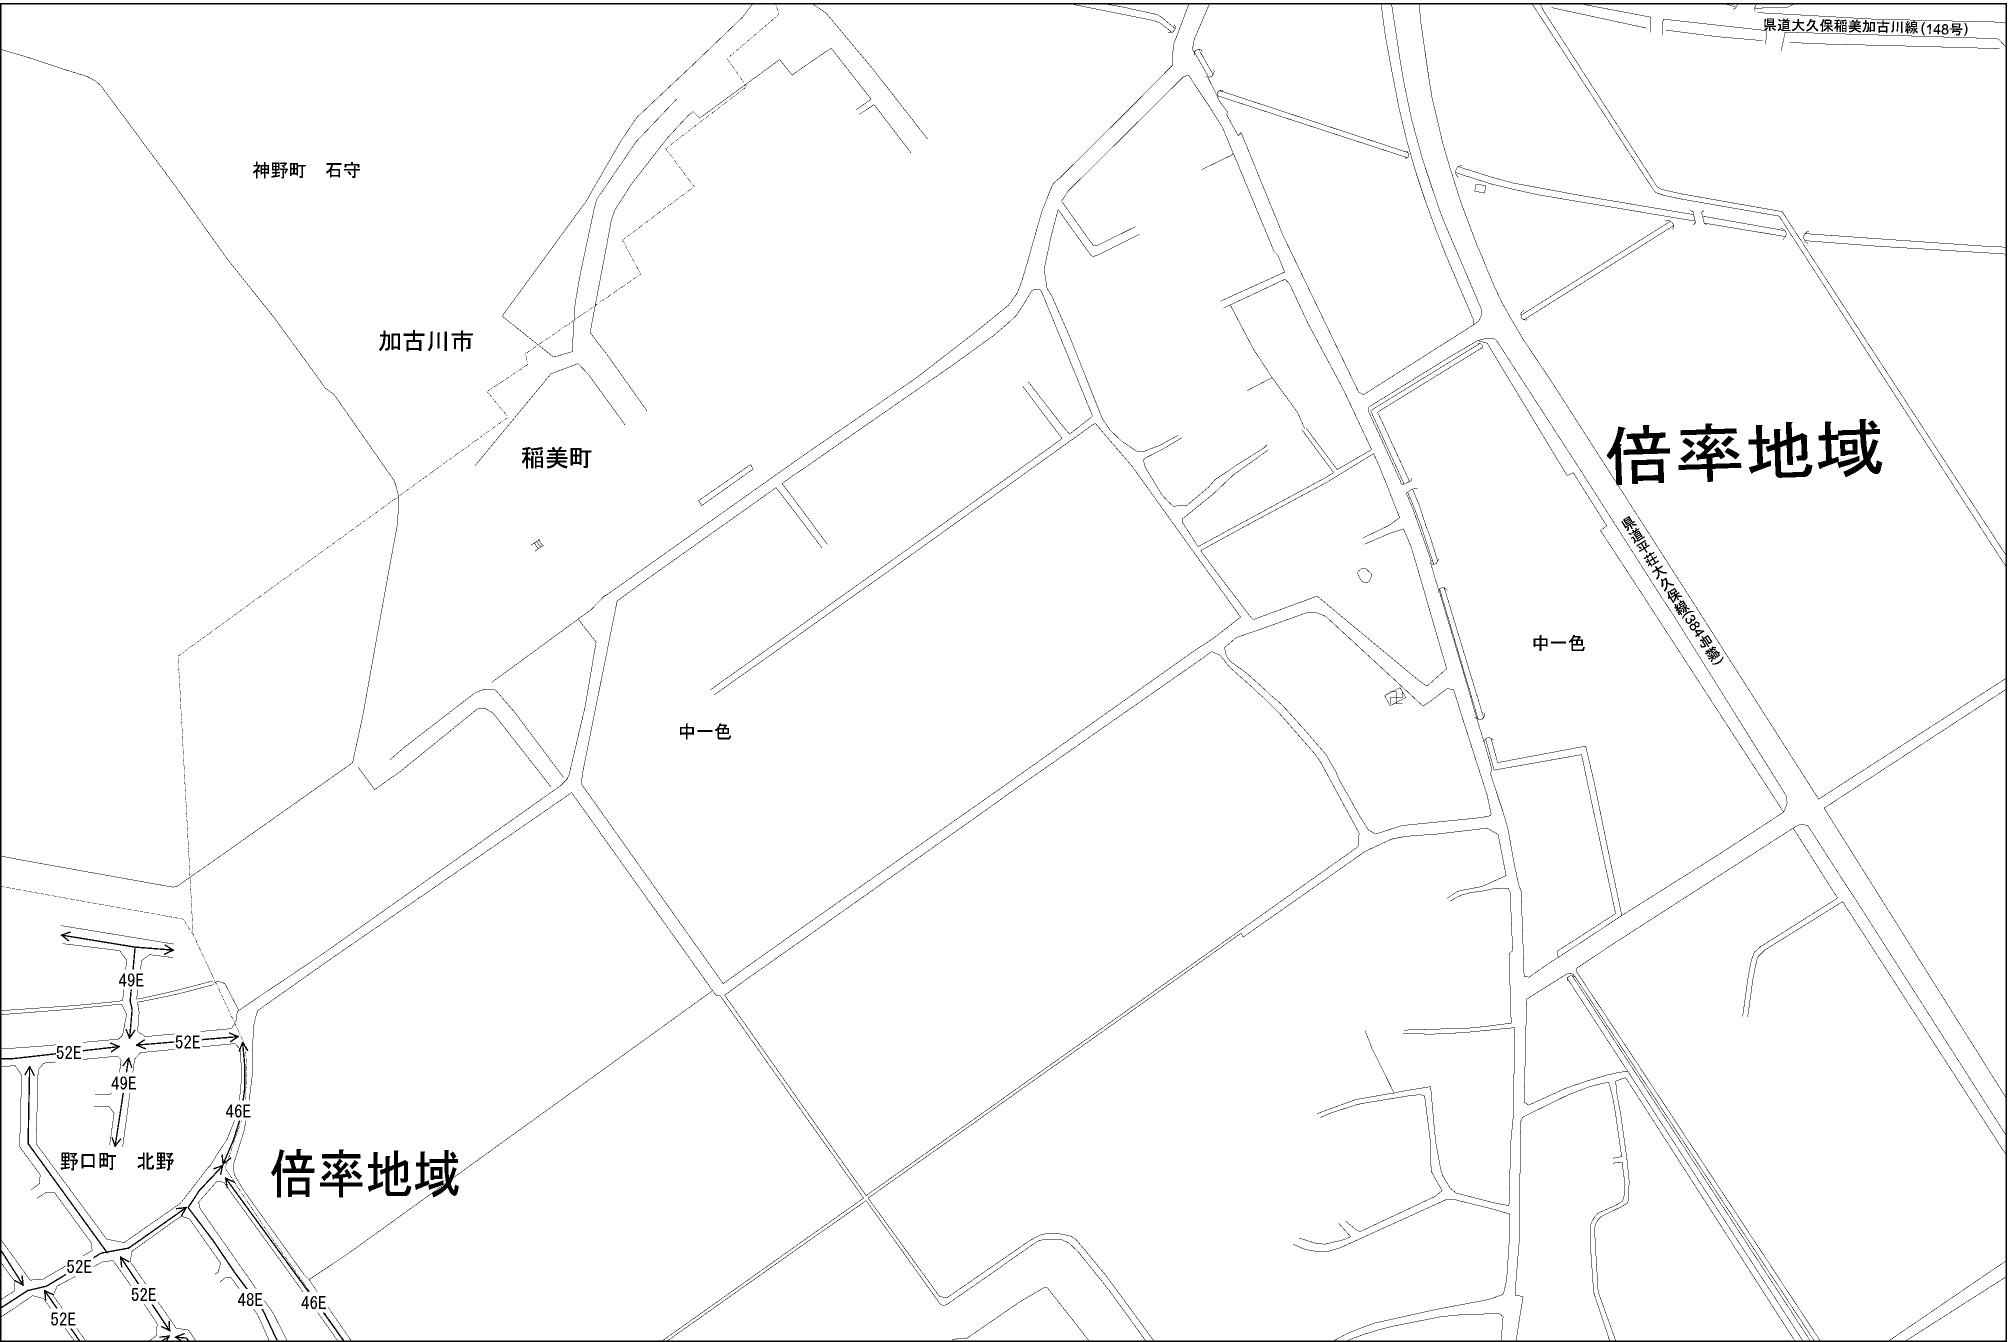 県道大久保稲美加古川線(148号)
神野町　石守
加古川市
稲美町
倍率地域
県道平荘大久保線(384号線)
中一色
中一色
49E
52E
52E
49E
46E
野口町　北野
倍率地域
52E
52E
48E
46E
52E